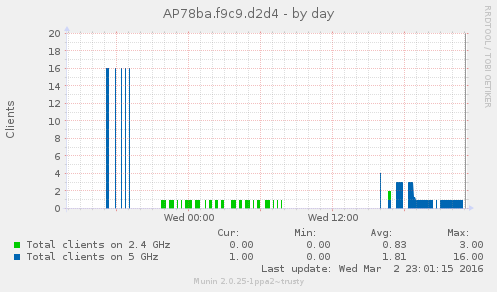 AP78ba.f9c9.d2d4 - by day
RRDTOOL / TOBI OETIKER
Clients
20
18
16
14
12
10
8
6
4
2
0
Wed 00:00 Wed 12:00
Cur: Min: Avg: Max:
Total clients on 2.4 GHz 0.00 0.00 0.83 3.00
Total clients on 5 GHz 1.00 0.00 1.81 16.00
Last update: Wed Mar 2 23:01:15 2016
Munin 2.0.25-1ppa2~trusty